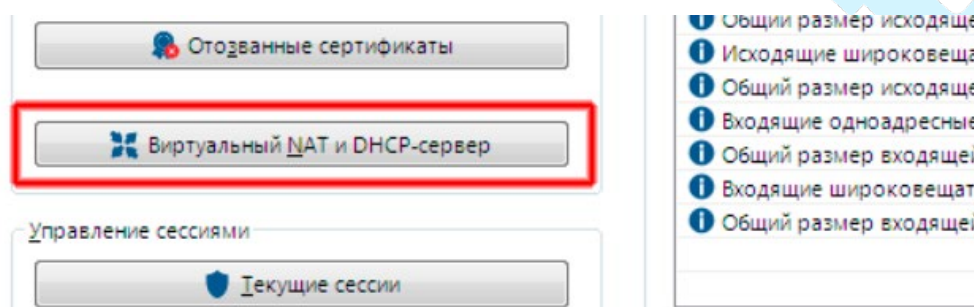 Отозванные сертификаты
Виртуальный NAT и DHCP-сервер
Управление сессиями
Текущие сессии
Общий размер исходяще
Исходящие широковеща
Общий размер исходяще
Входящие одноадресные
Общий размер входящей
Входящие широковещат
Общий размер входящей